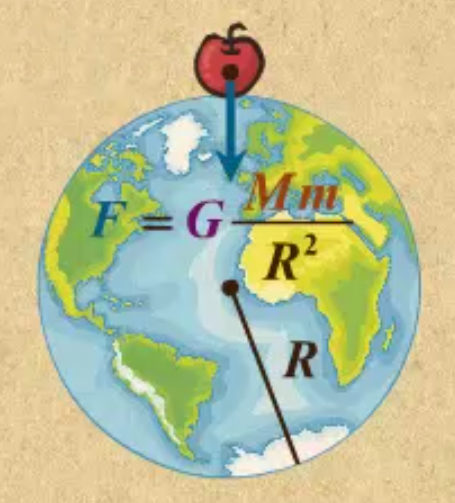 F = G Mm / R²
R